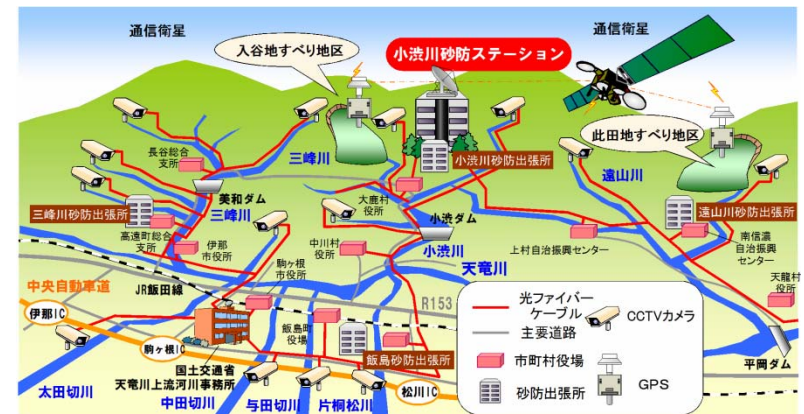 通信衛星
通信衛星
入谷地すべり地区
小渋川砂防ステーション
此田地すべり地区
長谷総合
支所
三峰川
小渋川砂防出張所
遠山川
美和ダム
大鹿村
役所
三峰川砂防出張所
三峰川
小渋ダム
遠山川砂防出張所
高遠町総合
支所
伊那
市役所
中川村
役所
小渋川
上村自治振興センター
南信濃
自治振興
センター
駒ヶ根
市役所
天竜川
天龍村
役所
中央自動車道
JR飯田線
R153
伊那IC
飯島町
役場
光ファイバー
ケーブル
CCTVカメラ
主要道路
駒ヶ根IC
飯島砂防出張所
市町村役場
平岡ダム
国土交通省
天竜川上流河川事務所
砂防出張所
GPS
松川IC
太田切川
中田切川
与田切川
片桐松川